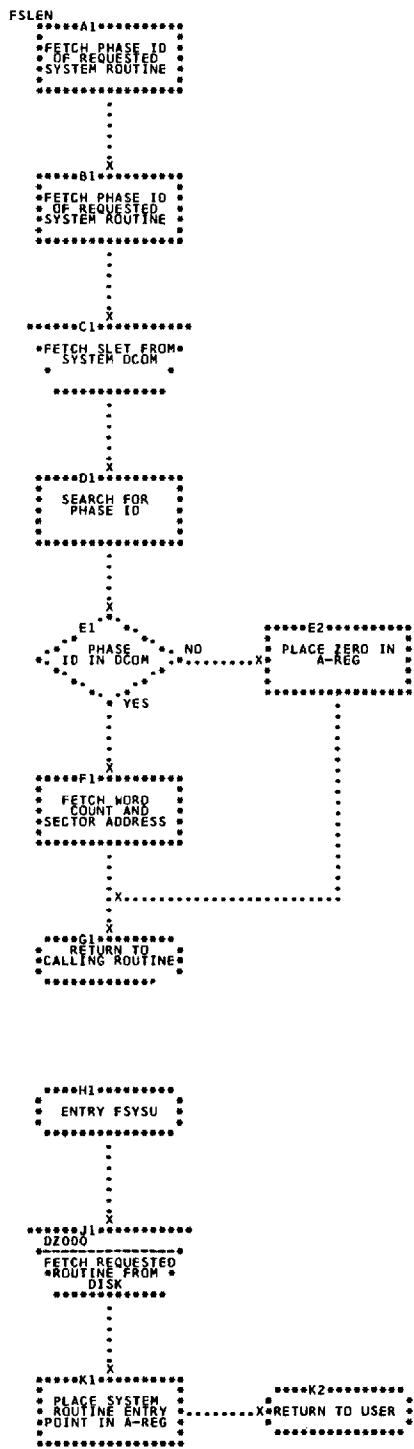 FSLEN
A1
FETCH PHASE ID
OF REQUESTED
SYSTEM ROUTINE
B1
FETCH PHASE ID
OF REQUESTED
SYSTEM ROUTINE
C1
FETCH SLET FROM
SYSTEM DCOM
D1
SEARCH FOR
PHASE ID
E1
PHASE
ID IN DCOM
NO
YES
E2
PLACE ZERO IN
A-REG
F1
FETCH WORD
COUNT AND
SECTOR ADDRESS
G1
RETURN TO
CALLING ROUTINE
H1
ENTRY FSYSU
J1
DZ000
FETCH REQUESTED
ROUTINE FROM
DISK
K1
PLACE SYSTEM
ROUTINE ENTRY
POINT IN A-REG
K2
RETURN TO USER